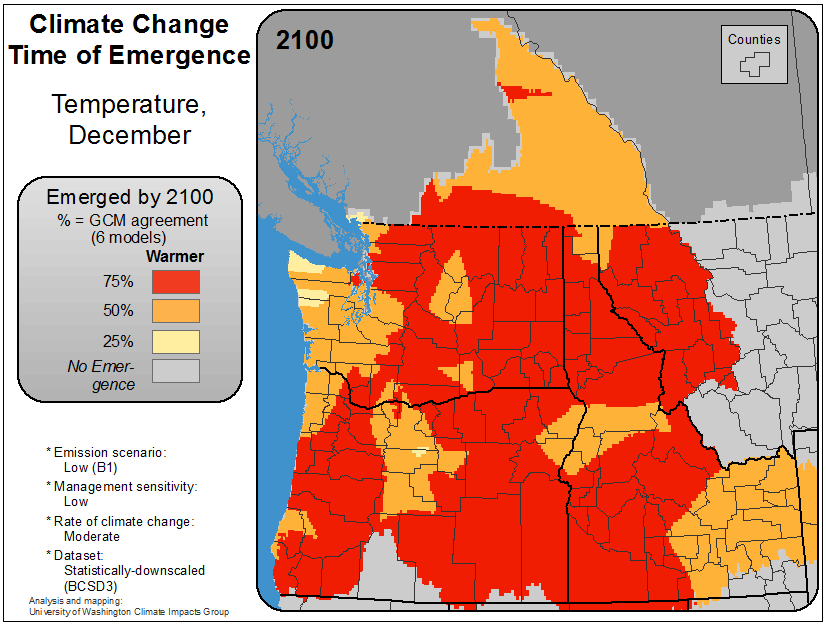 Climate Change
Time of Emergence
Temperature,
December
Emerged by 2100
% = GCM agreement
(6 models)
Warmer
75%
50%
25%
No Emer-
gence
* Emission scenario:
Low (B1)
* Management sensitivity:
Low
* Rate of climate change:
Moderate
* Dataset:
Statistically-downscaled
(BCSD3)
Analysis and mapping:
University of Washington Climate Impacts Group
2100
Counties